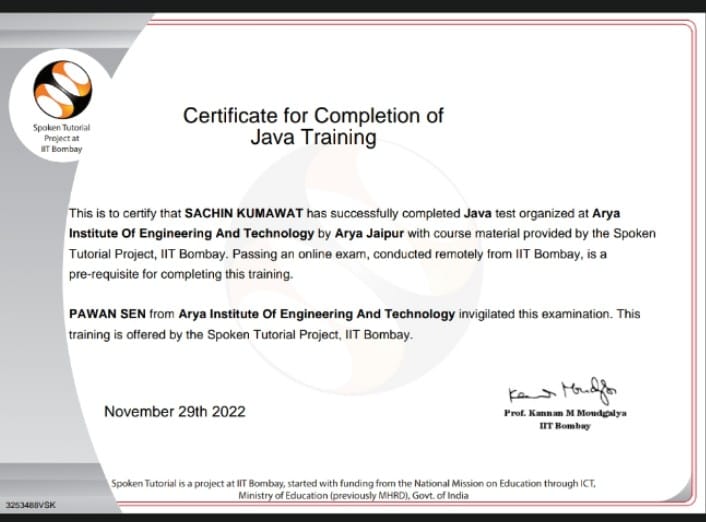 Spoken Tutorial
Project at
IIT Bombay
Certificate for Completion of
Java Training
This is to certify that SACHIN KUMAWAT has successfully completed Java test organized at Arya
Institute Of Engineering And Technology by Arya Jaipur with course material provided by the Spoken
Tutorial Project, IIT Bombay. Passing an online exam, conducted remotely from IIT Bombay, is a
pre-requisite for completing this training.
PAWAN SEN from Arya Institute Of Engineering And Technology invigilated this examination. This
training is offered by the Spoken Tutorial Project, IIT Bombay.
November 29th 2022
Prof. Kannan M Moudgalya
IIT Bombay
Spoken Tutorial is a project at IIT Bombay, started with funding from the National Mission on Education through ICT,
Ministry of Education (previously MHRD), Govt. of India
3253488VSK